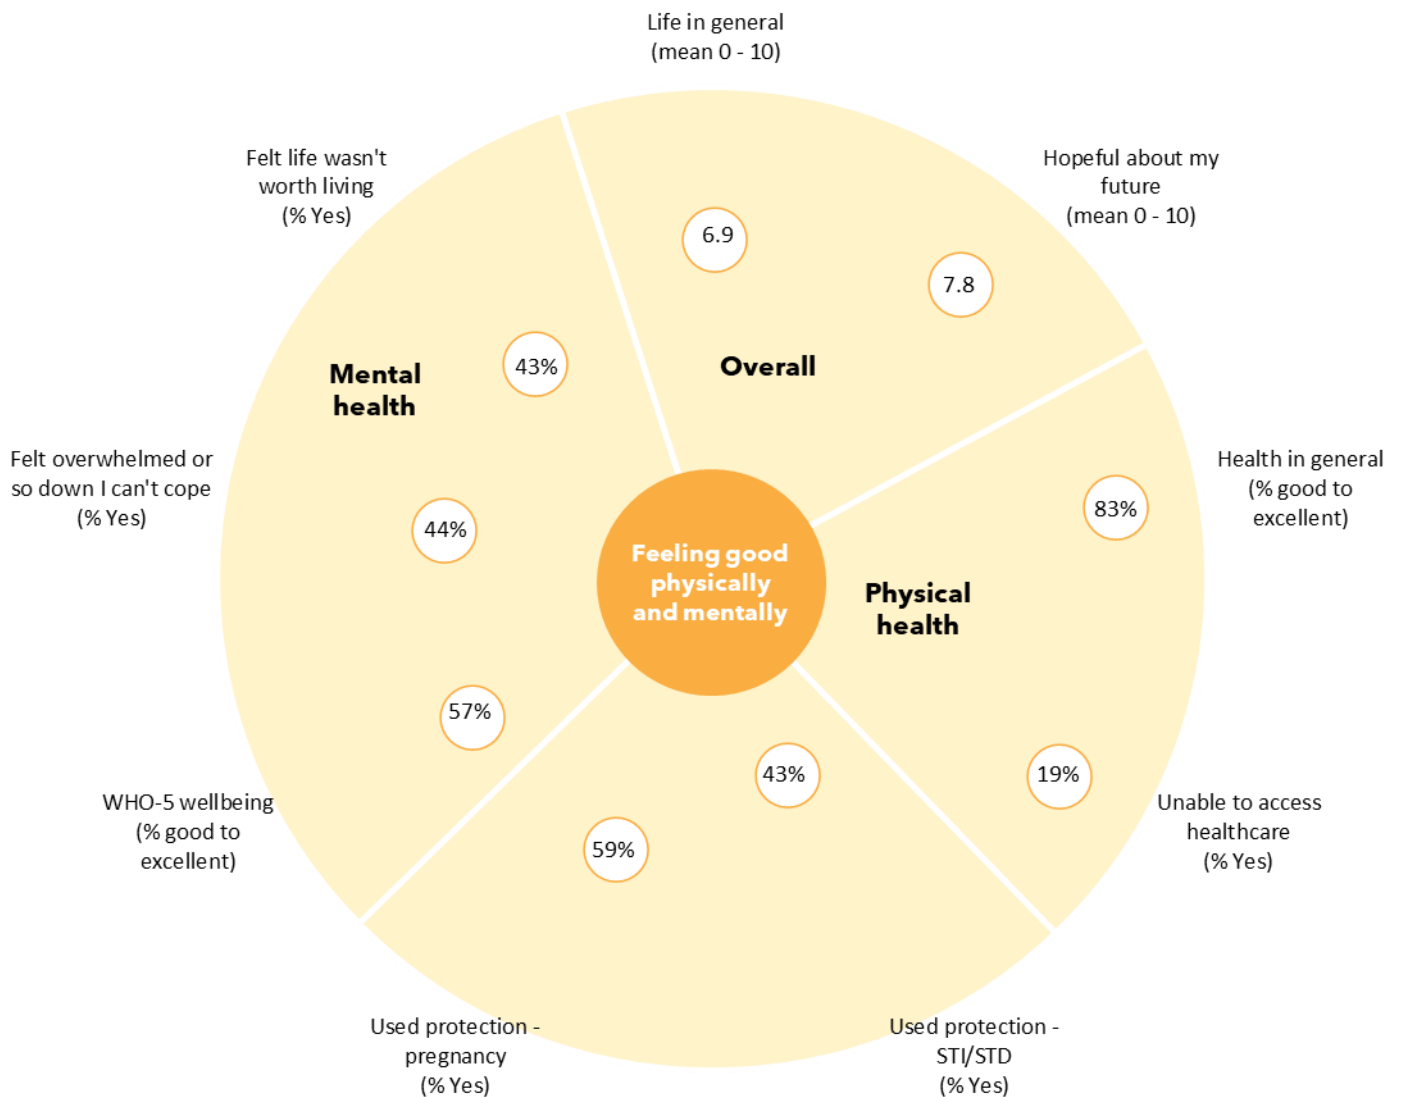 Life in general
(mean 0 - 10)
Felt life wasn't
worth living
(% Yes)
Hopeful about my
future
(mean 0 - 10)
6.9
7.8
Mental
health
43%
Overall
Felt overwhelmed or
so down I can't cope
(% Yes)
44%
Health in general
(% good to
excellent)
83%
Feeling good
physically
and mentally
Physical
health
57%
43%
19%
WHO-5 wellbeing
(% good to
excellent)
59%
Unable to access
healthcare
(% Yes)
Used protection -
pregnancy
(% Yes)
Used protection -
STI/STD
(% Yes)